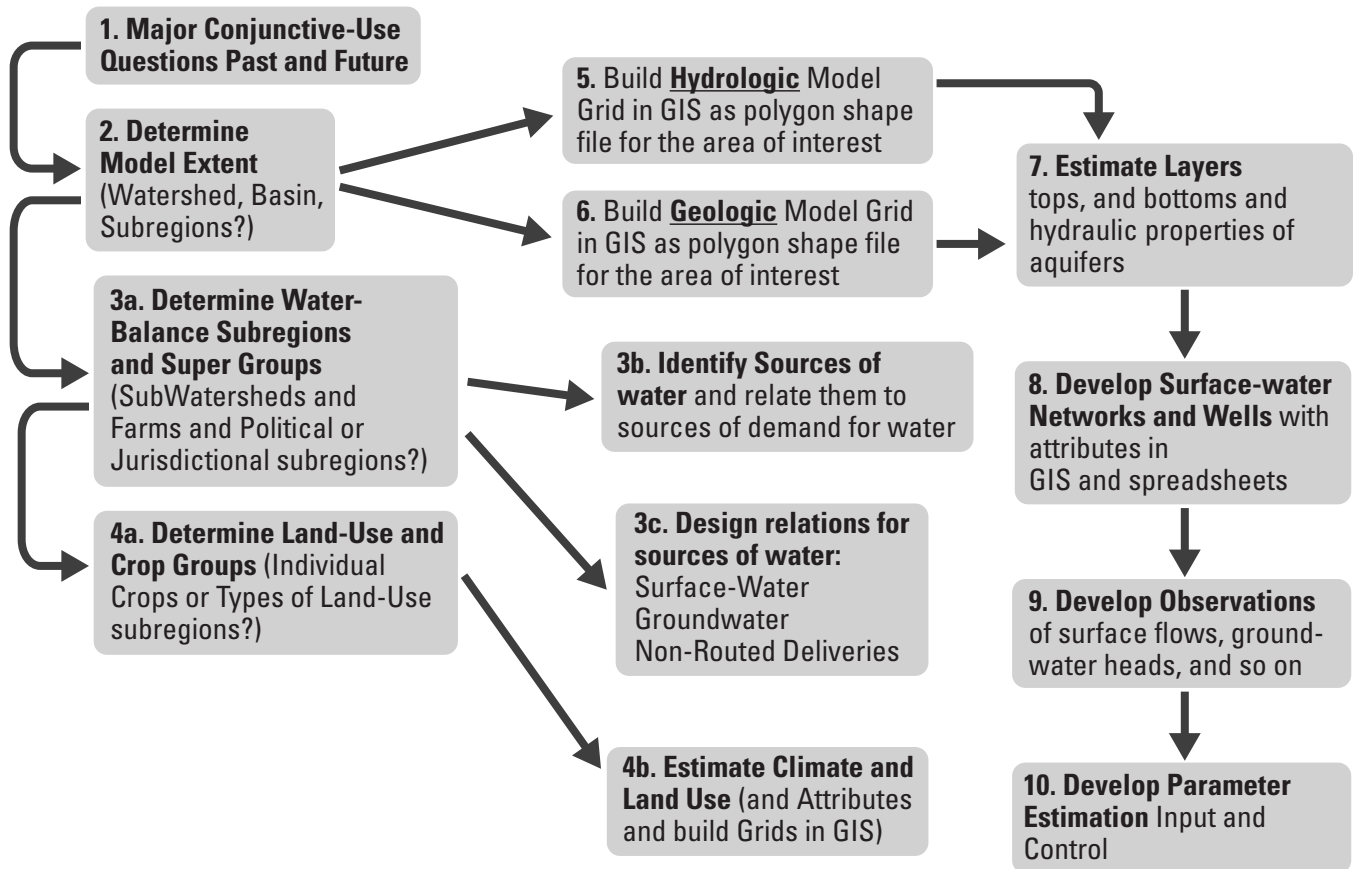 1. Major Conjunctive-Use
Questions Past and Future
2. Determine
Model Extent
(Watershed, Basin,
Subregions?)
3a. Determine Water-
Balance Subregions
and Super Groups
(SubWatersheds and
Farms and Political or
Jurisdictional subregions?)
4a. Determine Land-Use and
Crop Groups (Individual
Crops or Types of Land-Use
subregions?)
5. Build Hydrologic Model
Grid in GIS as polygon shape
file for the area of interest
6. Build Geologic Model Grid
in GIS as polygon shape file
for the area of interest
3b. Identify Sources of
water and relate them to
sources of demand for water
3c. Design relations for
sources of water:
Surface-Water
Groundwater
Non-Routed Deliveries
4b. Estimate Climate and
Land Use (and Attributes
and build Grids in GIS)
7. Estimate Layers
tops, and bottoms and
hydraulic properties of
aquifers
8. Develop Surface-water
Networks and Wells with
attributes in
GIS and spreadsheets
9. Develop Observations
of surface flows, ground-
water heads, and so on
10. Develop Parameter
Estimation Input and
Control